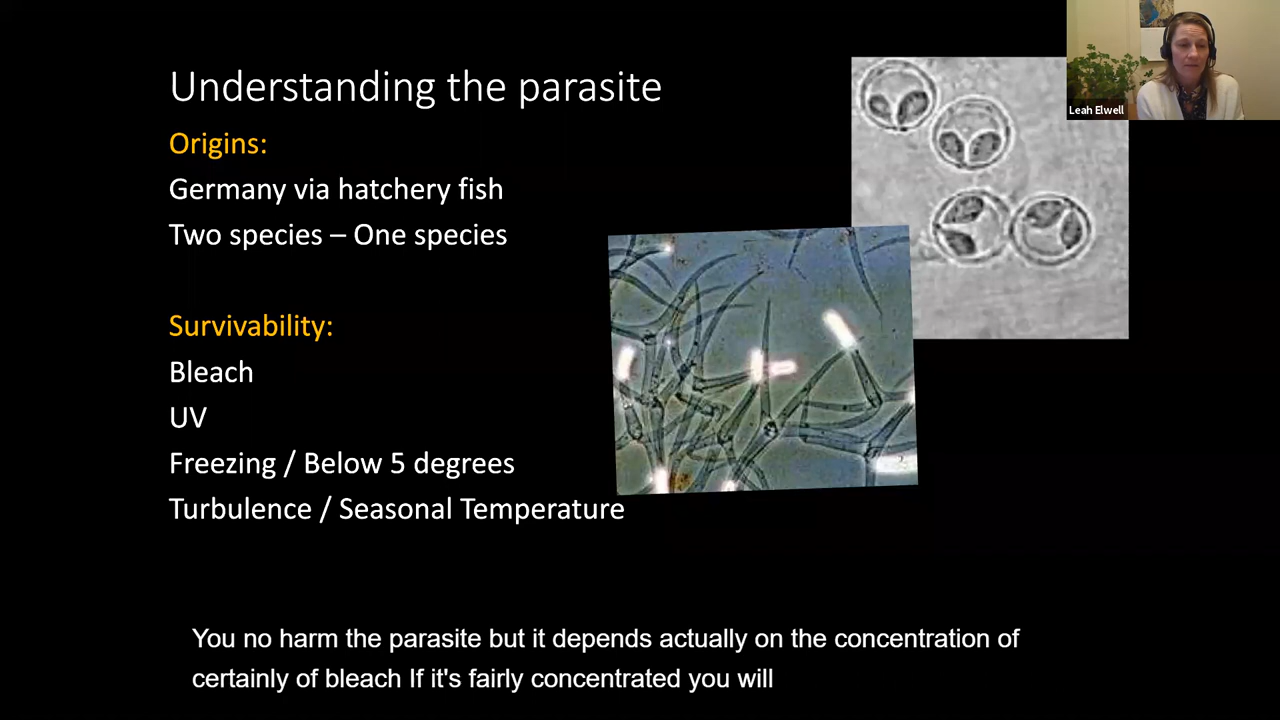 Understanding the parasite
Origins:
Germany via hatchery fish
Two species – One species
Survivability:
Bleach
UV
Freezing / Below 5 degrees
Turbulence / Seasonal Temperature
Leah Elwell
You no harm the parasite but it depends actually on the concentration of
certainly of bleach If it's fairly concentrated you will